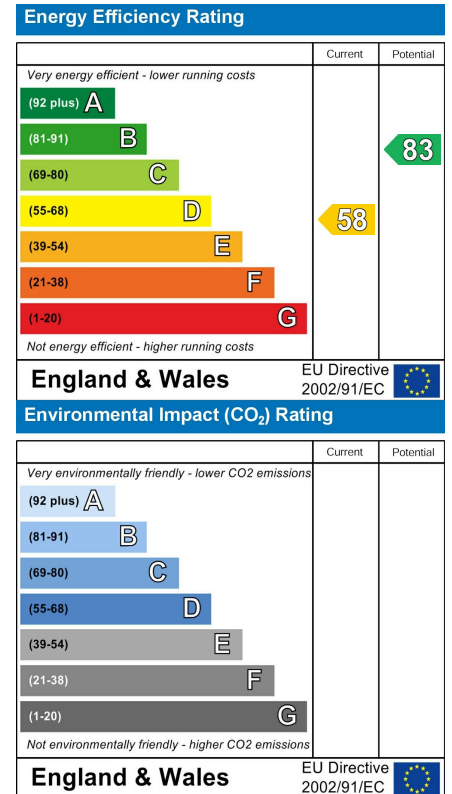 Energy Efficiency Rating
Current Potential
Very energy efficient - lower running costs
(92 plus) A
(81-91) B
83
(69-80) C
(55-68) D
58
(39-54) E
(21-38) F
(1-20) G
Not energy efficient - higher running costs
England & Wales
EU Directive
2002/91/EC
Environmental Impact (CO₂) Rating
Current Potential
Very environmentally friendly - lower CO2 emissions
(92 plus) A
(81-91) B
(69-80) C
(55-68) D
(39-54) E
(21-38) F
(1-20) G
Not environmentally friendly - higher CO2 emissions
England & Wales
EU Directive
2002/91/EC